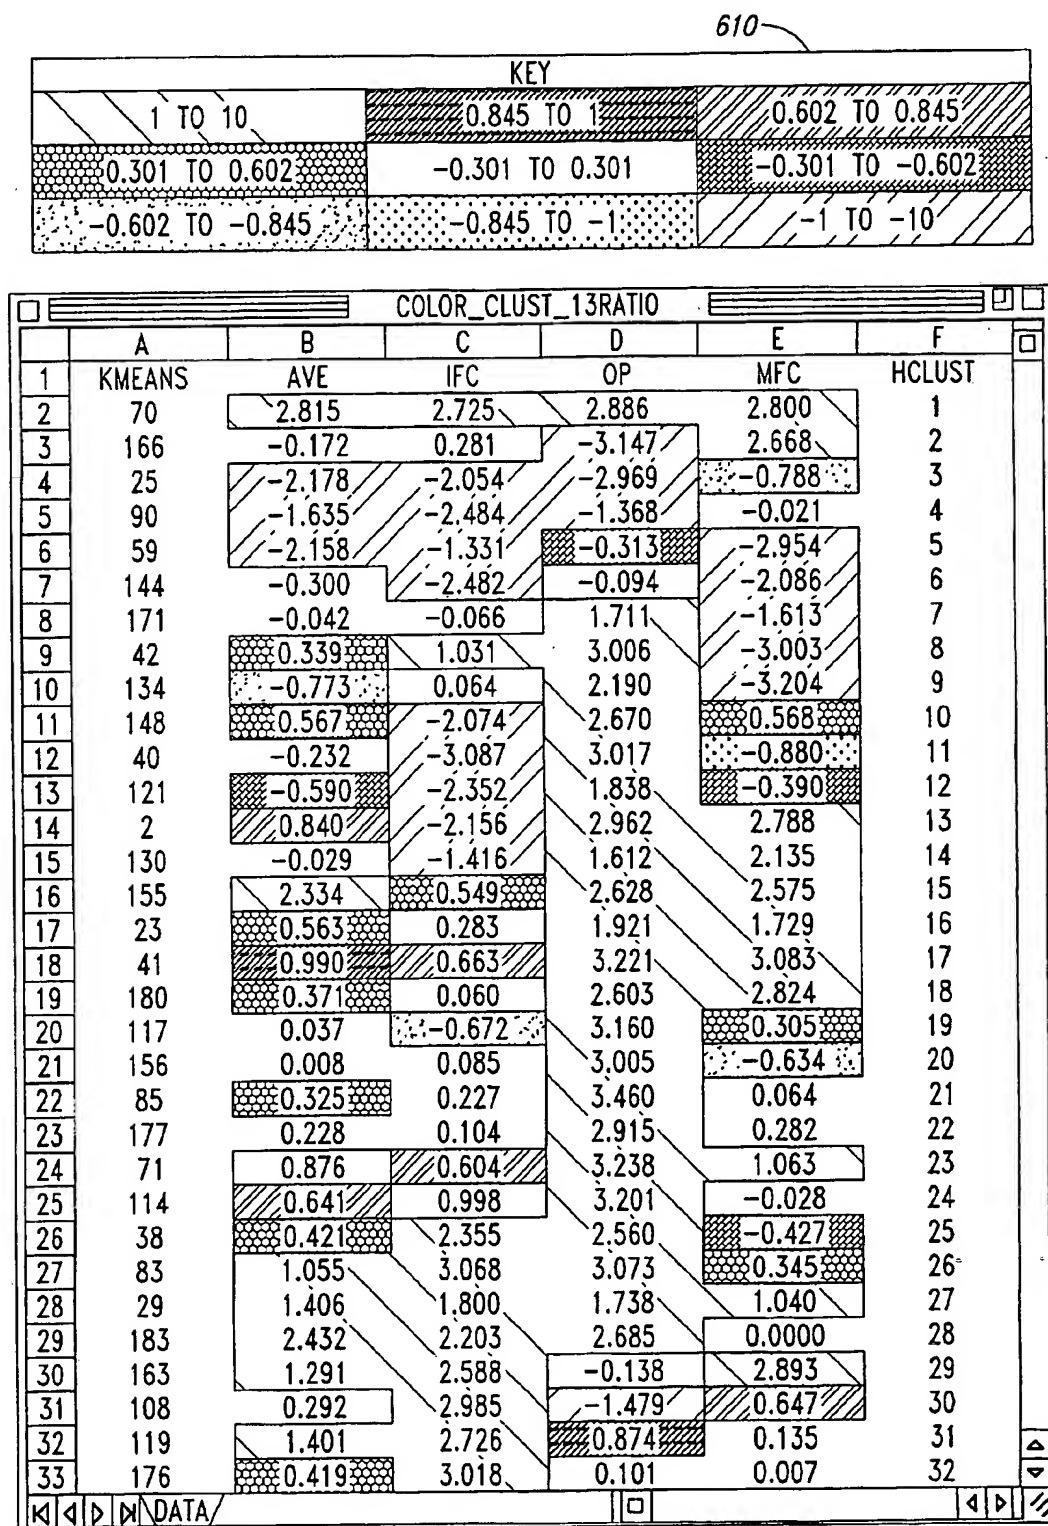 610
KEY
1 TO 10 0.845 TO 1 0.602 TO 0.845
0.301 TO 0.602 -0.301 TO 0.301 -0.301 TO -0.602
-0.602 TO -0.845 -0.845 TO -1 -1 TO -10
COLOR_CLUST_13RATIO
A B C D E F
1 KMEANS AVE IFC OP MFC HCLUST
2 70 2.815 2.725 2.886 2.800 1
3 166 -0.172 0.281 -3.147 2.668 2
4 25 -2.178 -2.054 -2.969 -0.788 3
5 90 -1.635 -2.484 -1.368 -0.021 4
6 59 -2.158 -1.331 -0.313 -2.954 5
7 144 -0.300 -2.482 -0.094 -2.086 6
8 171 -0.042 -0.066 1.711 -1.613 7
9 42 0.339 1.031 3.006 -3.003 8
10 134 -0.773 0.064 2.190 -3.204 9
11 148 0.567 -2.074 2.670 0.568 10
12 40 -0.232 -3.087 3.017 -0.880 11
13 121 -0.590 -2.352 1.838 -0.390 12
14 2 0.840 -2.156 2.962 2.788 13
15 130 -0.029 -1.416 1.612 2.135 14
16 155 2.334 0.549 2.628 2.575 15
17 23 0.563 0.283 1.921 1.729 16
18 41 0.990 0.663 3.221 3.083 17
19 180 0.371 0.060 2.603 2.824 18
20 117 0.037 -0.672 3.160 0.305 19
21 156 0.008 0.085 3.005 -0.634 20
22 85 0.325 0.227 3.460 0.064 21
23 177 0.228 0.104 2.915 0.282 22
24 71 0.876 0.604 3.238 1.063 23
25 114 0.641 0.998 3.201 -0.028 24
26 38 0.421 2.355 2.560 -0.427 25
27 83 1.055 3.068 3.073 0.345 26
28 29 1.406 1.800 1.738 1.040 27
29 183 2.432 2.203 2.685 0.0000 28
30 163 1.291 2.588 -0.138 2.893 29
31 108 0.292 2.985 -1.479 0.647 30
32 119 1.401 2.726 0.874 0.135 31
33 176 0.419 3.018 0.101 0.007 32
DATA